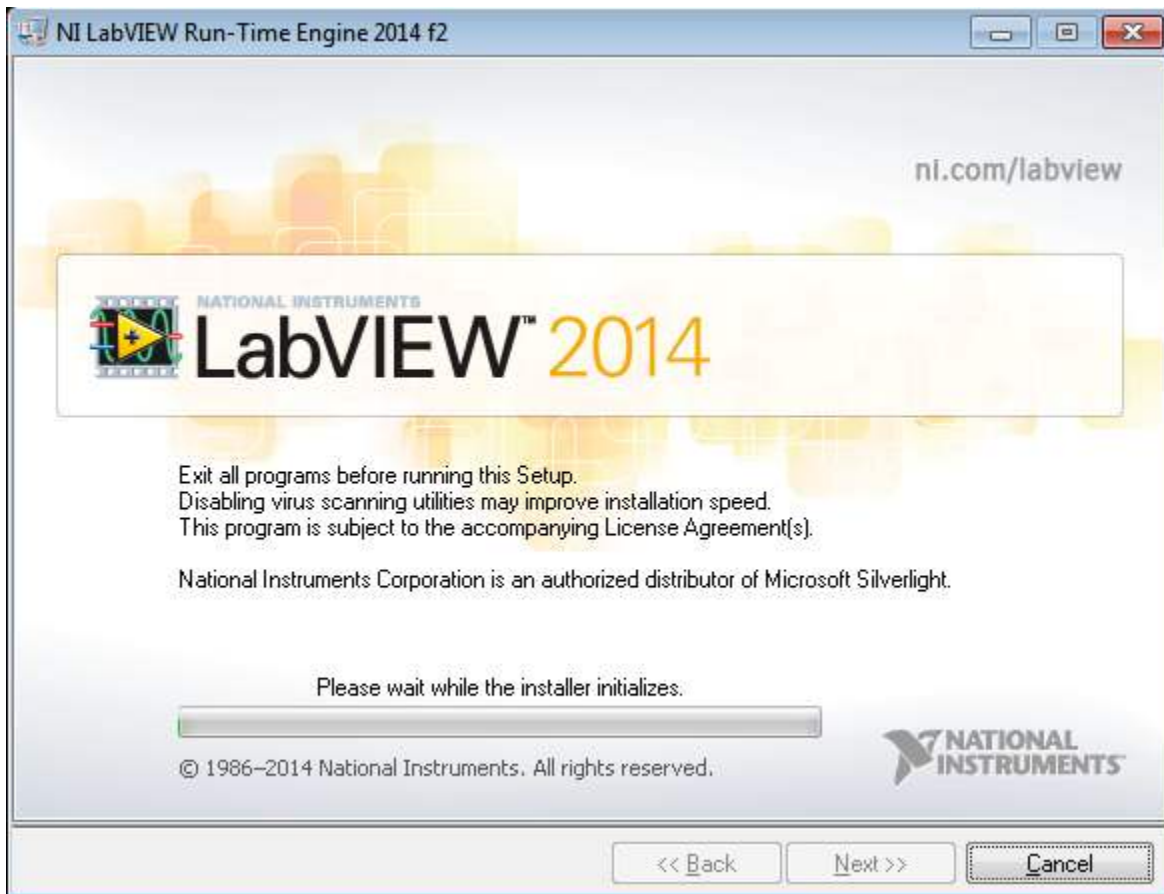 NI LabVIEW Run-Time Engine 2014 f2
ni.com/labview
NATIONAL INSTRUMENTS
LabVIEW™ 2014
Exit all programs before running this Setup.
Disabling virus scanning utilities may improve installation speed.
This program is subject to the accompanying License Agreement(s).
National Instruments Corporation is an authorized distributor of Microsoft Silverlight.
Please wait while the installer initializes.
© 1986–2014 National Instruments. All rights reserved.
NATIONAL
INSTRUMENTS
<< Back Next >> Cancel